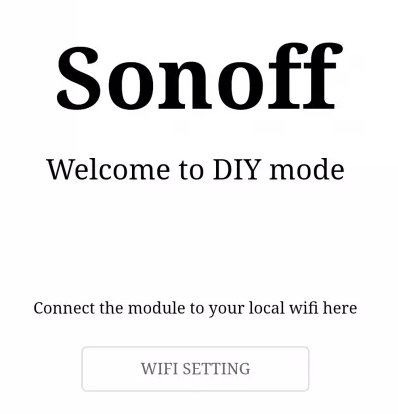 Sonoff
Welcome to DIY mode
Connect the module to your local wifi here
WIFI SETTING